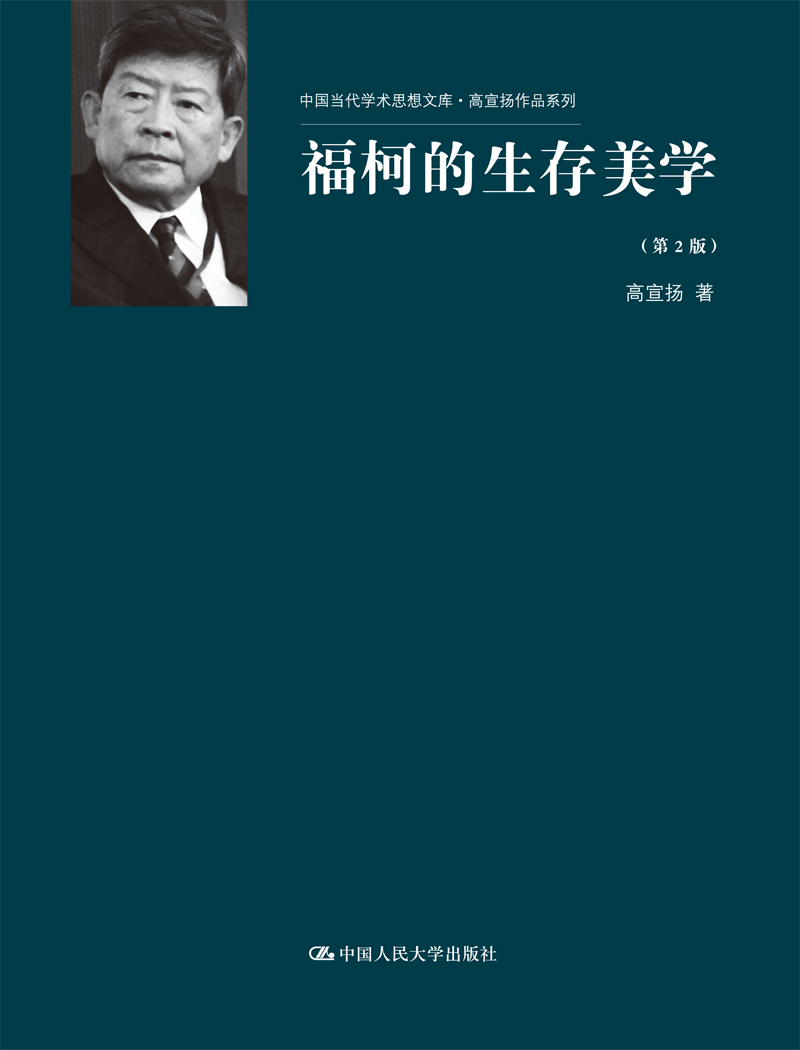 中国当代学术思想文库·高宣扬作品系列
福柯的生存美学
（第2版）
高宣扬 著
中国人民大学出版社